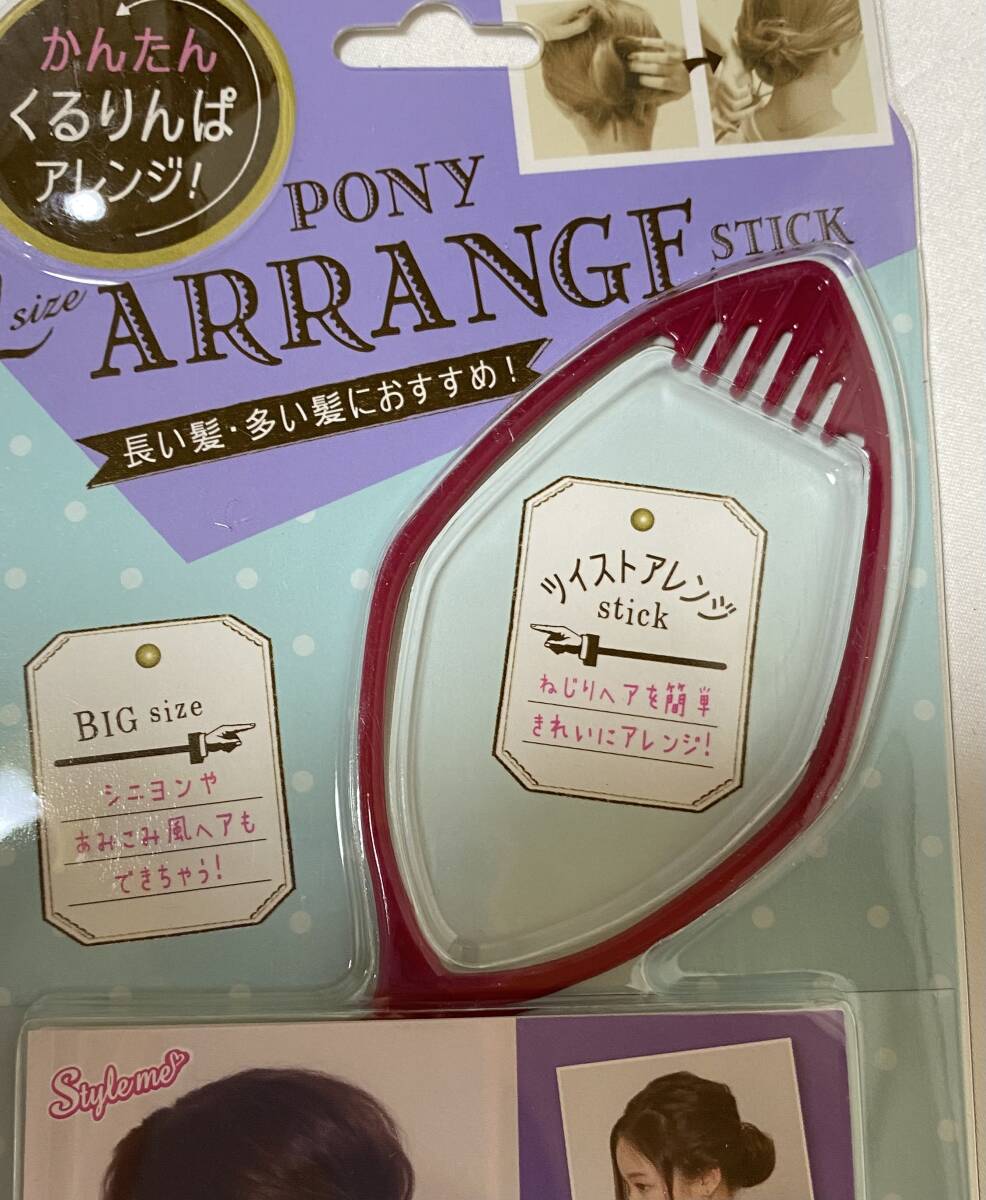 かんたん
くるりんぱ
アレンジ!
PONY
L size
ARRANGE STICK
長い髪・多い髪におすすめ!
ツイストアレンジ
stick
ねじりヘアを簡単
きれいにアレンジ!
BIG size
シニヨンや
あみこみ風ヘアも
できちゃう!
Style me